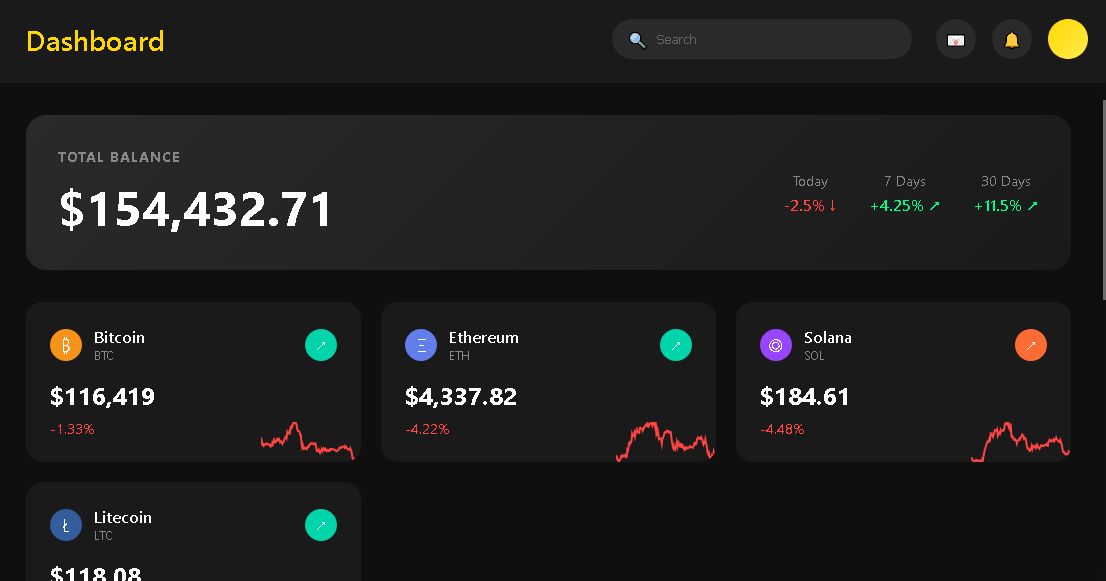 Dashboard
Search
TOTAL BALANCE
$154,432.71
Today
-2.5% ↓
7 Days
+4.25% ↗
30 Days
+11.5% ↗
₿
Bitcoin
BTC
↗
$116,419
-1.33%
Ξ
Ethereum
ETH
↗
$4,337.82
-4.22%
Solana
SOL
↗
$184.61
-4.48%
Ł
Litecoin
LTC
↗
$118.08